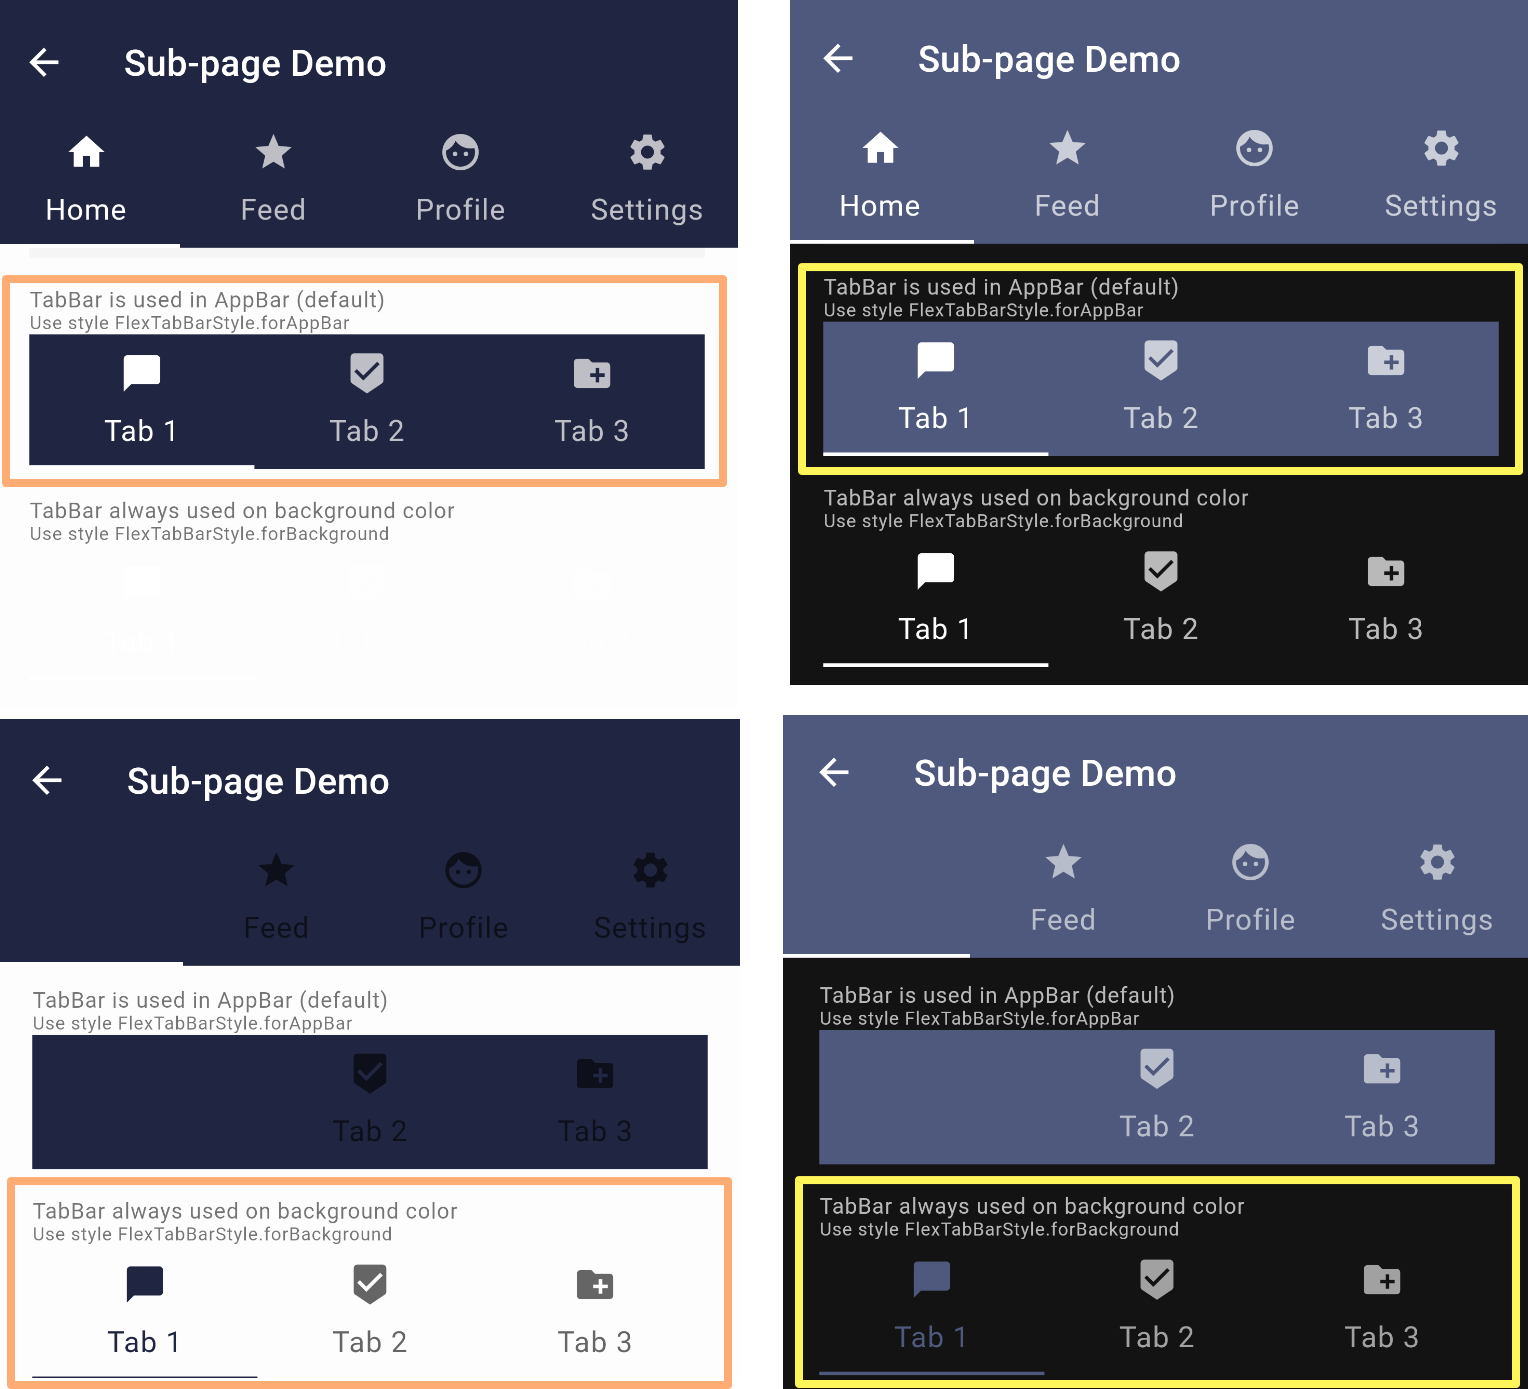 Sub-page Demo
Home Feed Profile Settings
TabBar is used in AppBar (default)
Use style FlexTabBarStyle.forAppBar
Tab 1 Tab 2 Tab 3
TabBar always used on background color
Use style FlexTabBarStyle.forBackground
Sub-page Demo
Home Feed Profile Settings
TabBar is used in AppBar (default)
Use style FlexTabBarStyle.forAppBar
Tab 1 Tab 2 Tab 3
TabBar always used on background color
Use style FlexTabBarStyle.forBackground
Tab 1 Tab 2 Tab 3
Sub-page Demo
Feed Profile Settings
TabBar is used in AppBar (default)
Use style FlexTabBarStyle.forAppBar
Tab 2 Tab 3
TabBar always used on background color
Use style FlexTabBarStyle.forBackground
Tab 1 Tab 2 Tab 3
Sub-page Demo
Feed Profile Settings
TabBar is used in AppBar (default)
Use style FlexTabBarStyle.forAppBar
Tab 2 Tab 3
TabBar always used on background color
Use style FlexTabBarStyle.forBackground
Tab 1 Tab 2 Tab 3